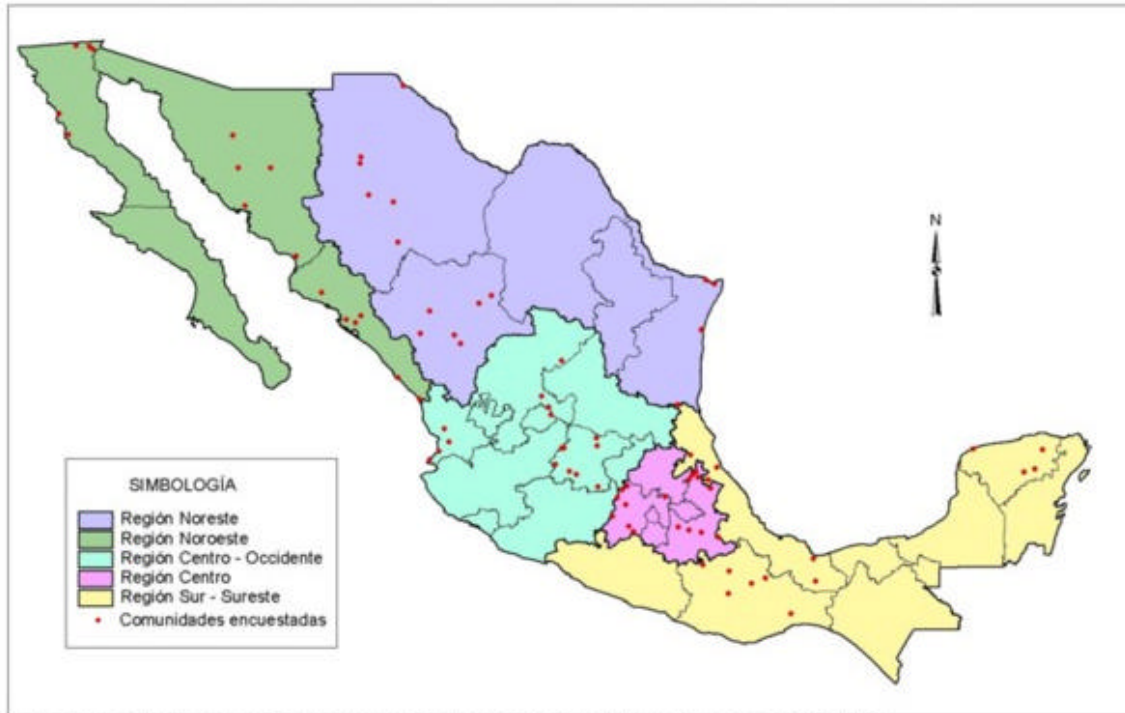 N
SIMBOLOGÍA
Región Noreste
Región Noroeste
Región Centro - Occidente
Región Centro
Región Sur - Sureste
Comunidades encuestadas